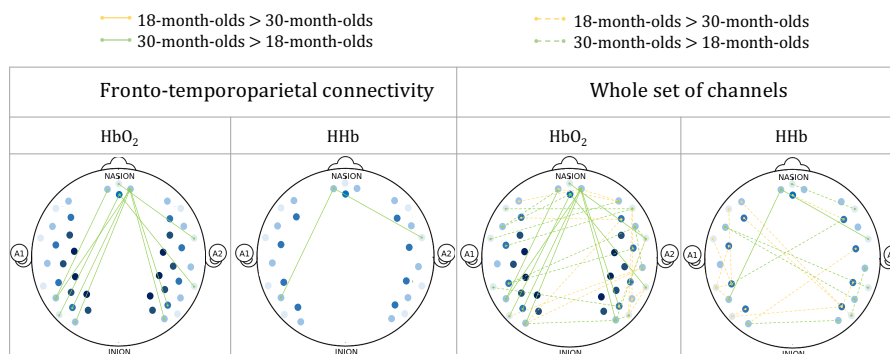 18-month-olds > 30-month-olds
30-month-olds > 18-month-olds
18-month-olds > 30-month-olds
30-month-olds > 18-month-olds
Fronto-temporoparietal connectivity
Whole set of channels
HbO₂
HHb
HbO₂
HHb
NASION
NASION
NASION
NASION
A1
A2
A1
A2
A1
A2
A1
INION
INION
INION
INION